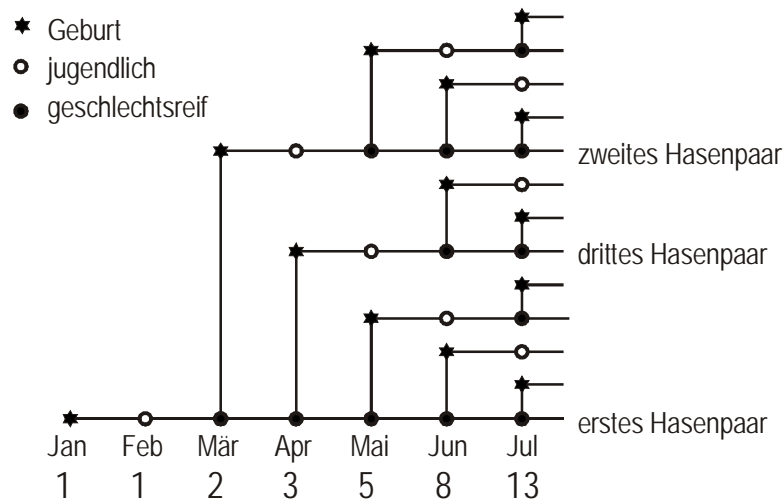 Geburt
jugendlich
geschlechtsreif
zweites Hasenpaar
drittes Hasenpaar
erstes Hasenpaar
Jan Feb Mär Apr Mai Jun Jul
1 1 2 3 5 8 13